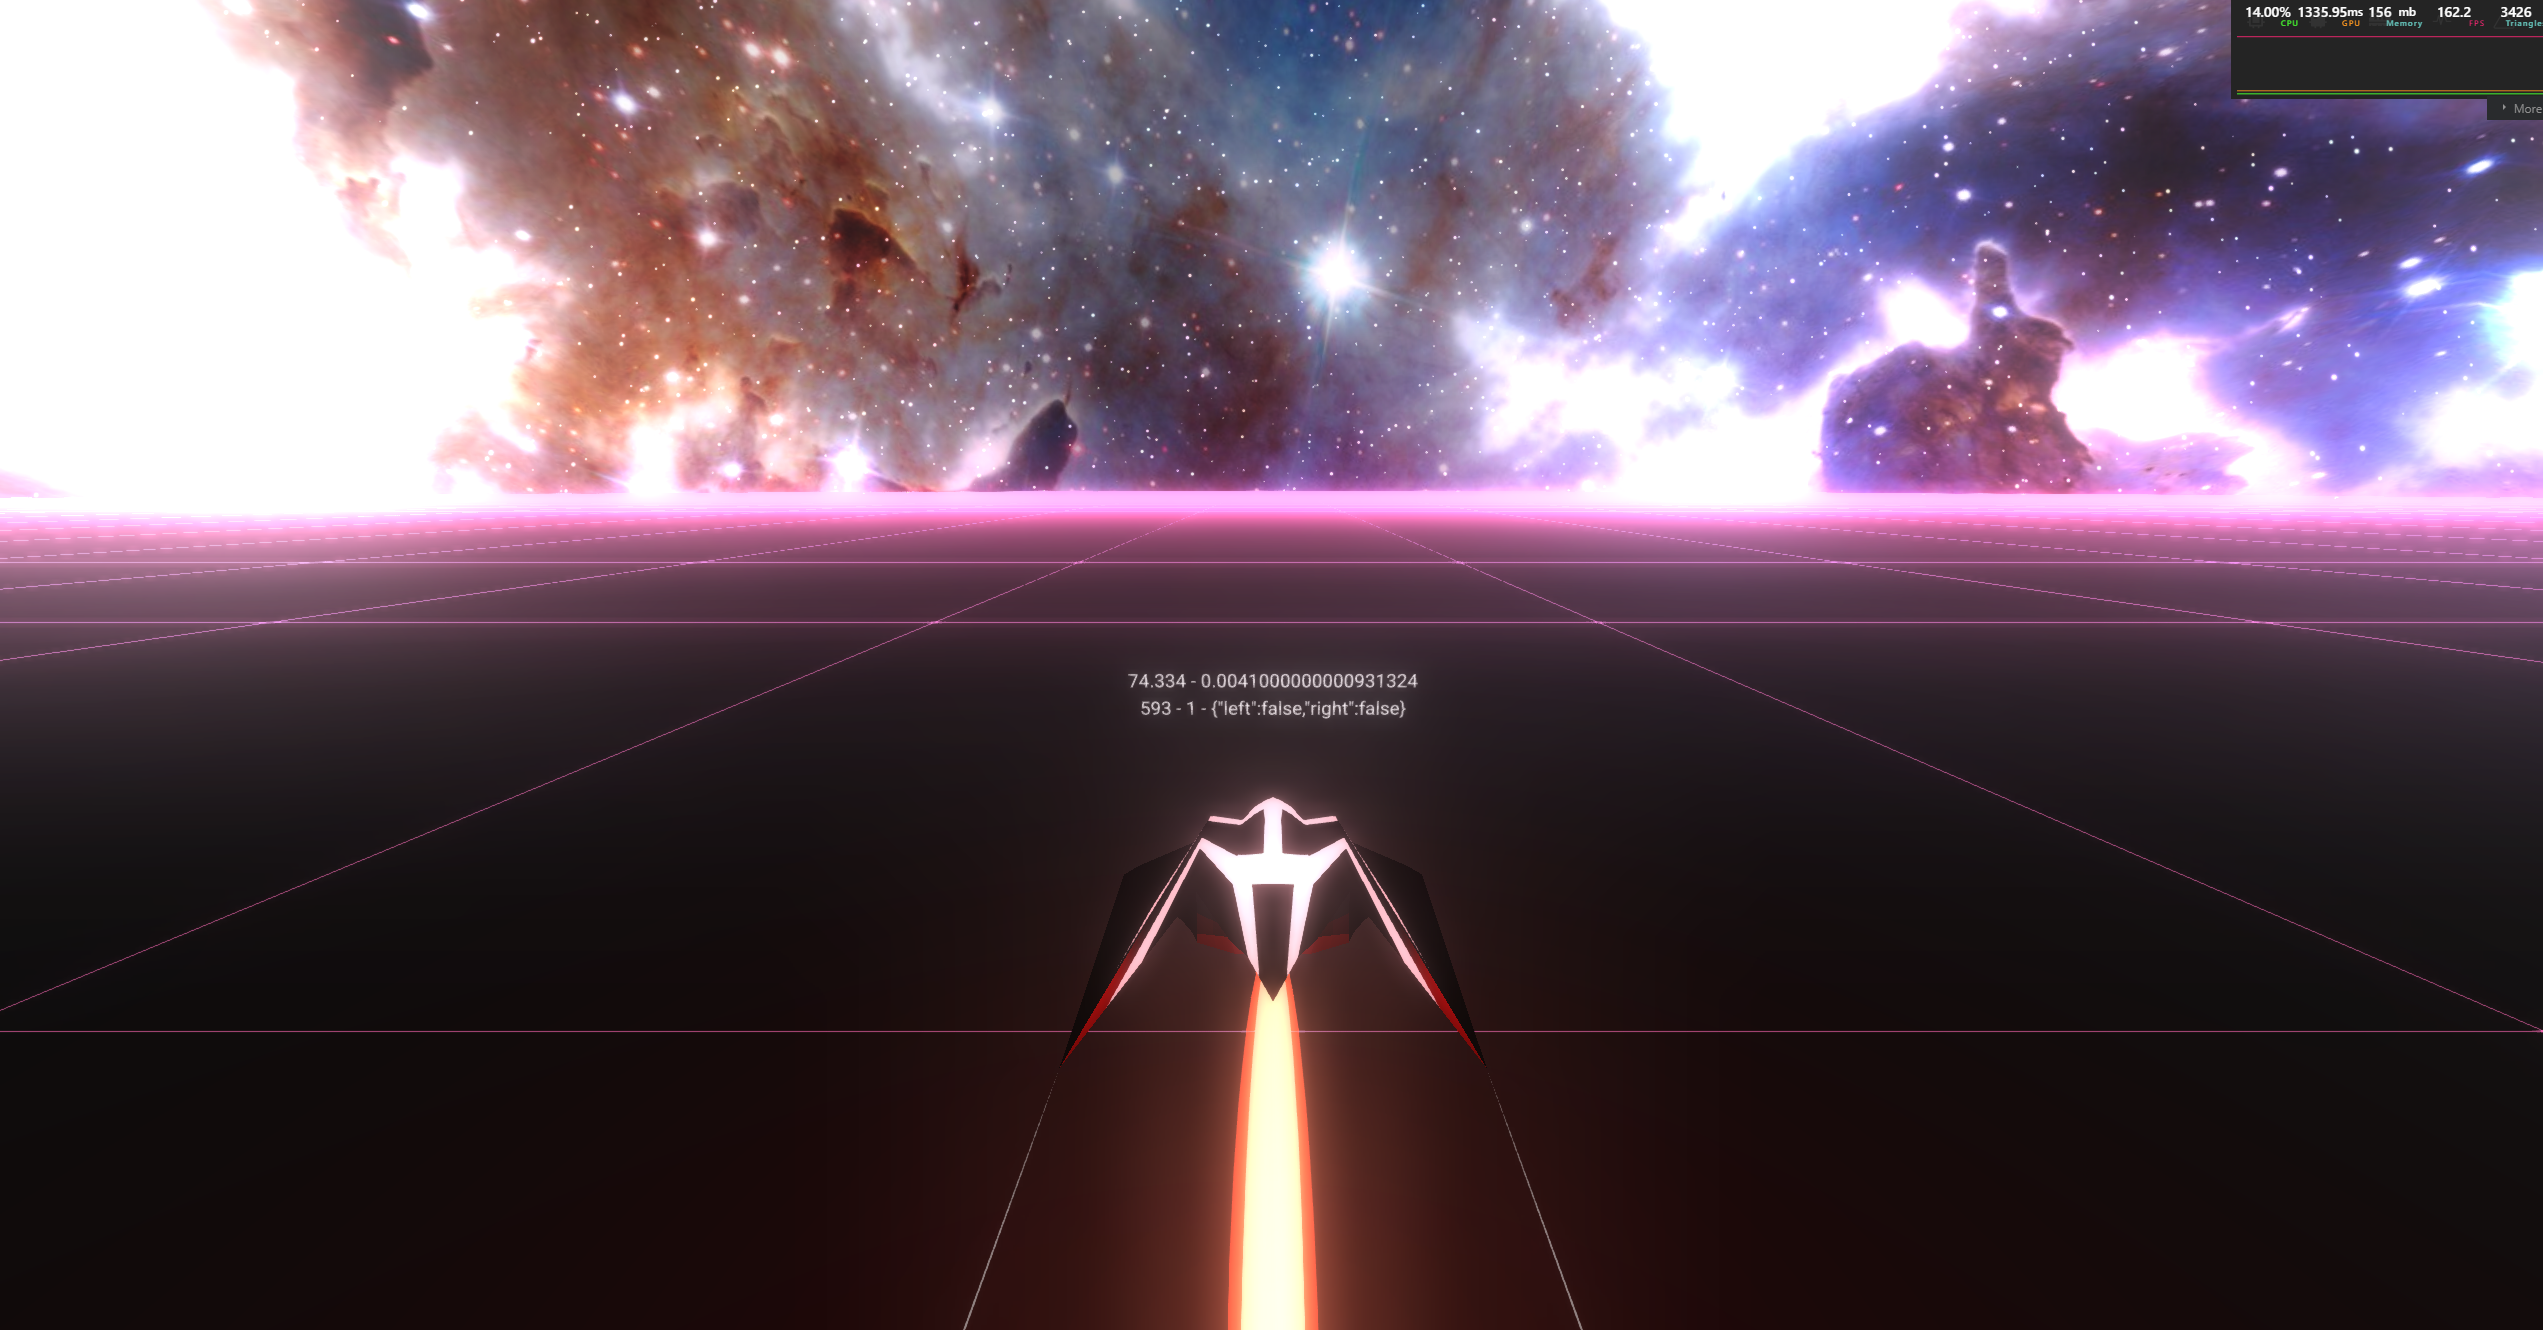 14.00% 1335.95ms 156 mb 162.2 3426
CPU GPU Memory FPS Triangle
More
74.334 - 0.0041000000000931324
593 - 1 - {"left":false,"right":false}